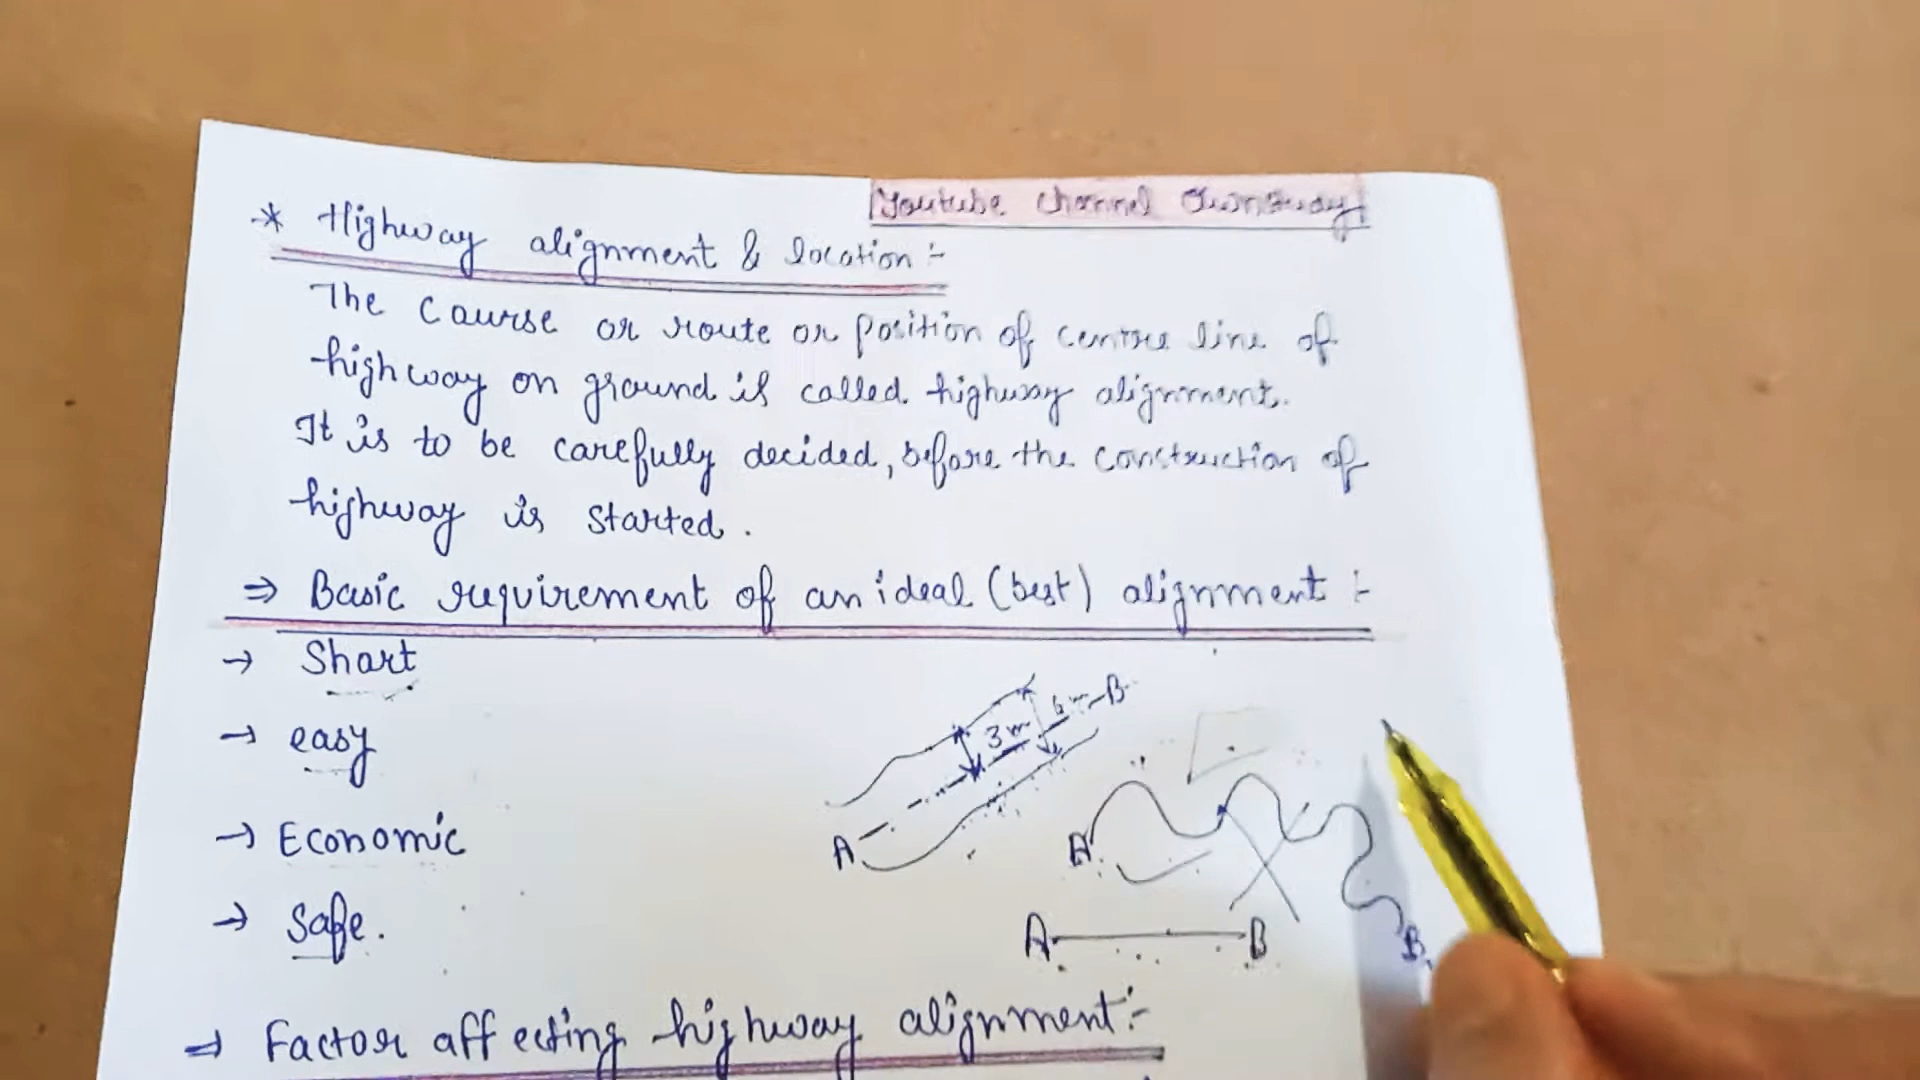 Youtube Channel
* Highway alignment & location :-
The Course or route or position of centre line of
highway on ground is called highway alignment.
It is to be carefully decided, before the construction of
highway is started.
⇒ Basic requirement of an ideal (best) alignment :-
→ Short
→ easy
→ Economic
→ Safe.
3m 6m B
A
A B
A B
⇒ Factor affecting highway alignment :-